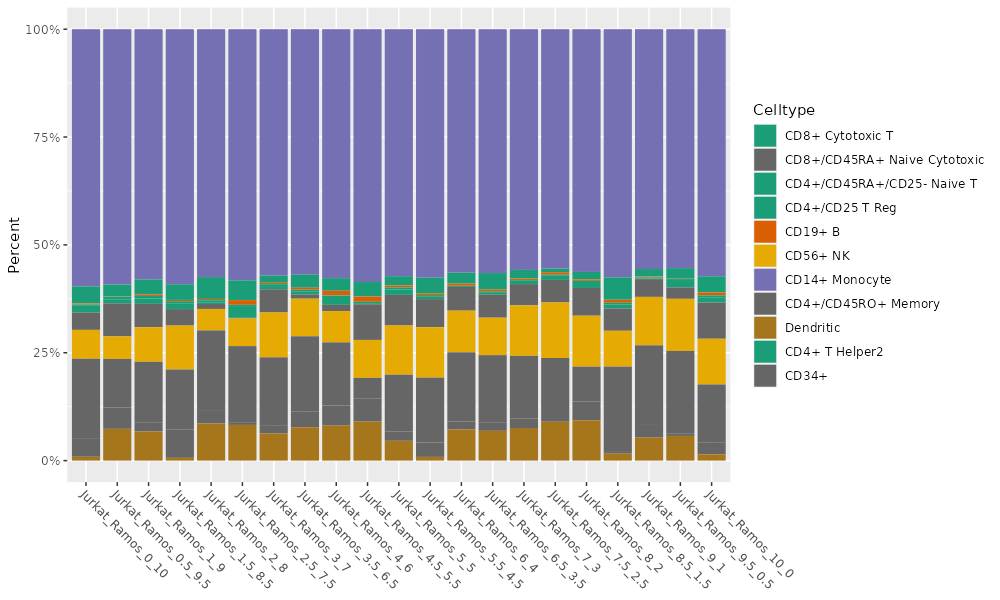 100%
75%
50%
25%
0%
Percent
Jurkat_Ramos_0_10
Jurkat_Ramos_0.5_9.5
Jurkat_Ramos_1_9
Jurkat_Ramos_1.5_8.5
Jurkat_Ramos_2_8
Jurkat_Ramos_2.5_7.5
Jurkat_Ramos_3_7
Jurkat_Ramos_3.5_6.5
Jurkat_Ramos_4_6
Jurkat_Ramos_4.5_5.5
Jurkat_Ramos_5_5
Jurkat_Ramos_5.5_4.5
Jurkat_Ramos_6_4
Jurkat_Ramos_6.5_3.5
Jurkat_Ramos_7_3
Jurkat_Ramos_7.5_2.5
Jurkat_Ramos_8_2
Jurkat_Ramos_8.5_1.5
Jurkat_Ramos_9_1
Jurkat_Ramos_9.5_0.5
Jurkat_Ramos_10_0
Celltype
CD8+ Cytotoxic T
CD8+/CD45RA+ Naive Cytotoxic
CD4+/CD45RA+/CD25- Naive T
CD4+/CD25 T Reg
CD19+ B
CD56+ NK
CD14+ Monocyte
CD4+/CD45RO+ Memory
Dendritic
CD4+ T Helper2
CD34+